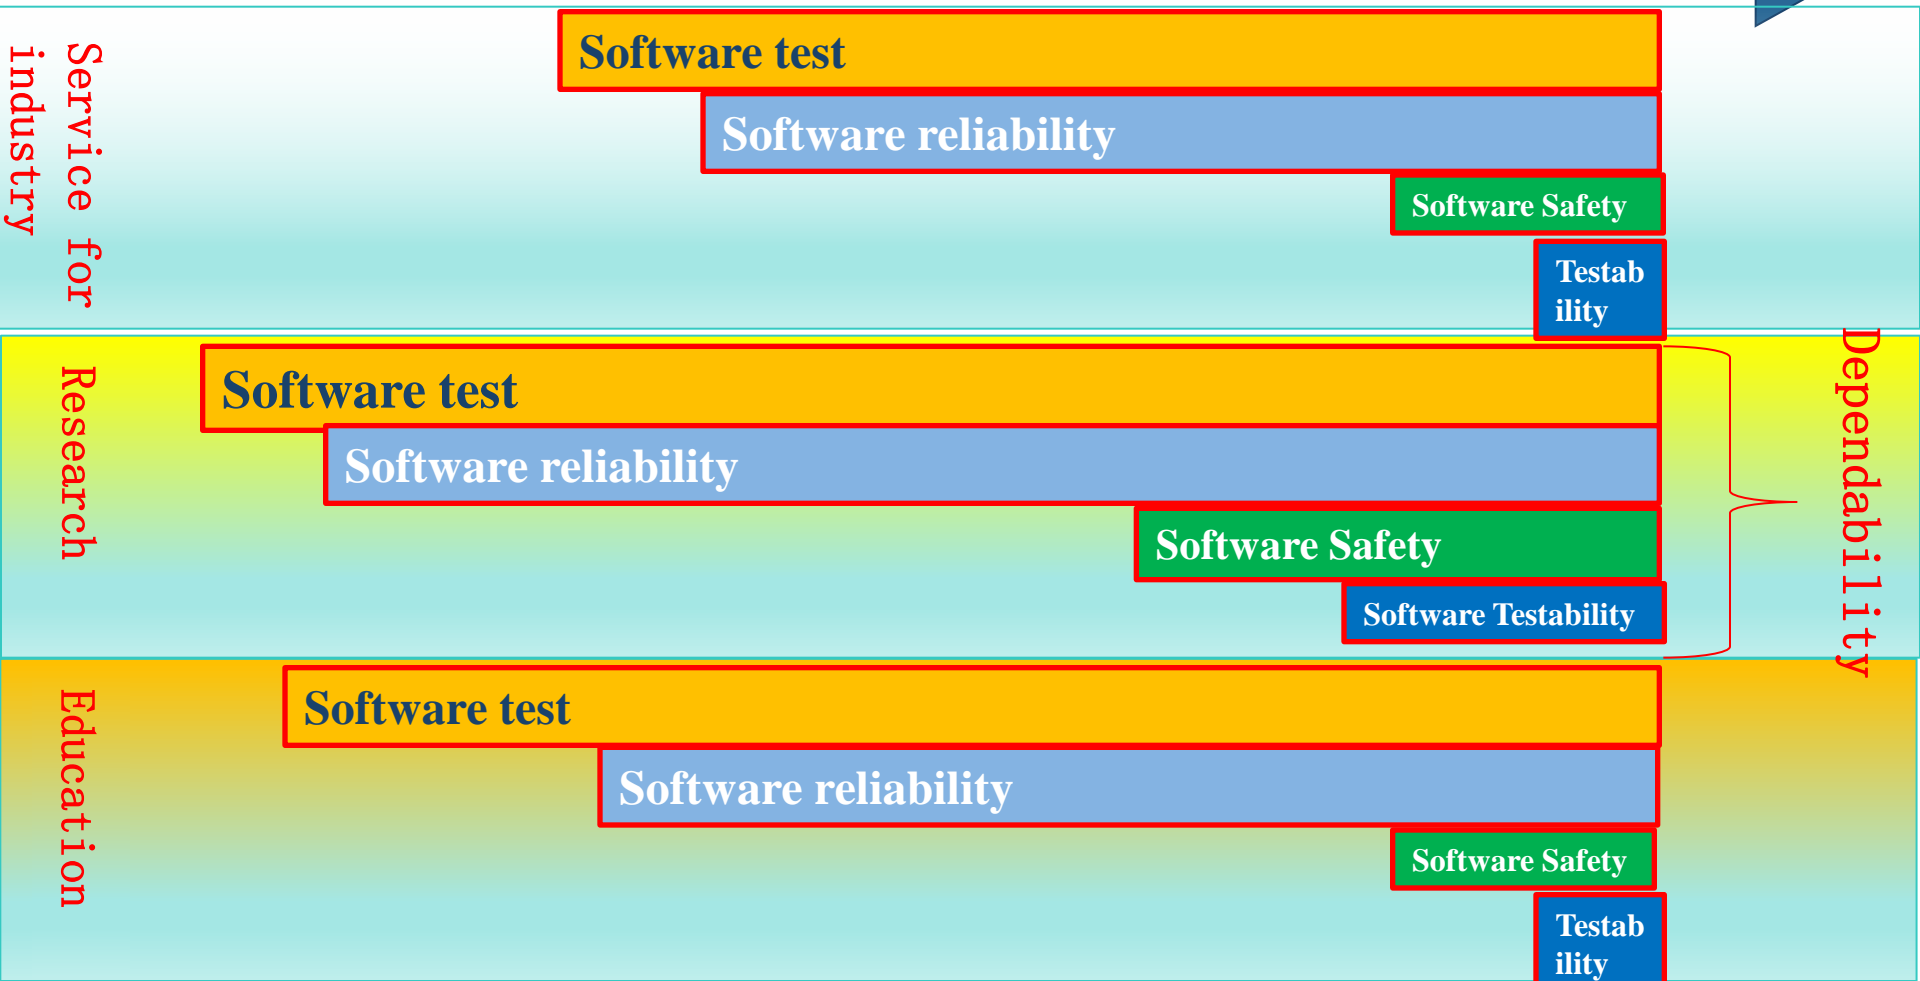 Service for
industry
Software test
Software reliability
Software Safety
Testab
ility
Research
Software test
Software reliability
Software Safety
Software Testability
Dependability
Education
Software test
Software reliability
Software Safety
Testab
ility